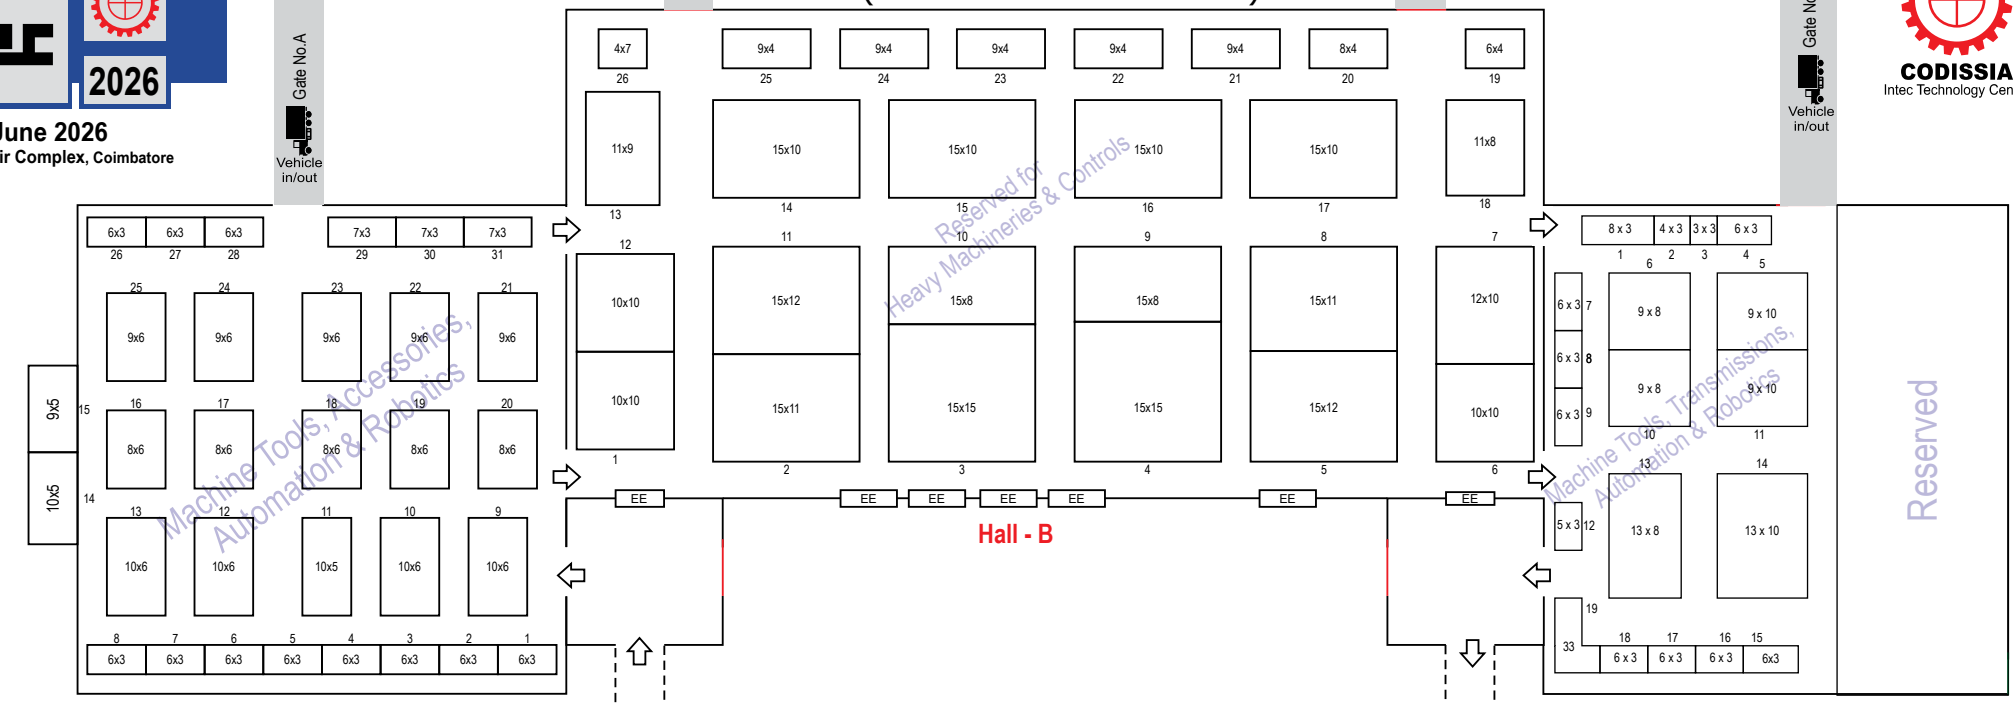 2026
June 2026
ir Complex, Coimbatore
Gate No.A
Vehicle
in/out
Gate No
Vehicle
in/out
CODISSIA
Intec Technology Cen
4x7 9x4 9x4 9x4 9x4 9x4 8x4 6x4
26 25 24 23 22 21 20 19
11x9 15x10 15x10 15x10 15x10 11x8
13 14 15 16 17 18
12 11 10 9 8 7
10x10 15x12 15x8 15x8 15x11 12x10
10x10 15x11 15x15 15x15 15x12 10x10
1 2 3 4 5 6
Reserved for
Heavy Machineries & Controls
EE EE EE EE EE EE EE
Hall - B
6x3 6x3 6x3 7x3 7x3 7x3
26 27 28 29 30 31
25 24 23 22 21
9x6 9x6 9x6 9x6 9x6
16 17 18 19 20
8x6 8x6 8x6 8x6 8x6
13 12 11 10 9
10x6 10x6 10x5 10x6 10x6
8 7 6 5 4 3 2 1
6x3 6x3 6x3 6x3 6x3 6x3 6x3 6x3
9x5 15
10x5 14
Machine Tools, Accessories,
Automation & Robotics
8 x 3 4 x 3 3 x 3 6 x 3
1 2 3 4
6 5
6 x 3 7 9 x 8 9 x 10
6 x 3 8
6 x 3 9 9 x 8 9 x 10
10 11
13 14
5 x 3 12 13 x 8 13 x 10
19
33
18 17 16 15
6 x 3 6 x 3 6 x 3 6x3
Machine Tools, Transmissions,
Automation & Robotics
Reserved